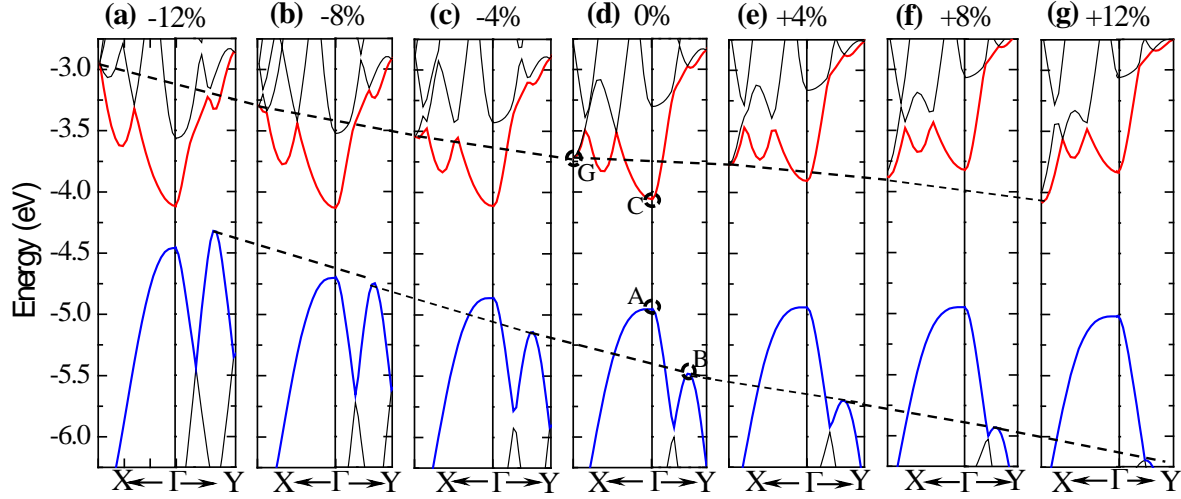 (a) -12% (b) -8% (c) -4% (d) 0% (e) +4% (f) +8% (g) +12%
-3.0
-3.5
G
-4.0
C
-4.5
Energy (eV)
A
-5.0
B
-5.5
-6.0
X←Γ→Y X←Γ→Y X←Γ→Y X←Γ→Y X←Γ→Y X←Γ→Y X←Γ→Y